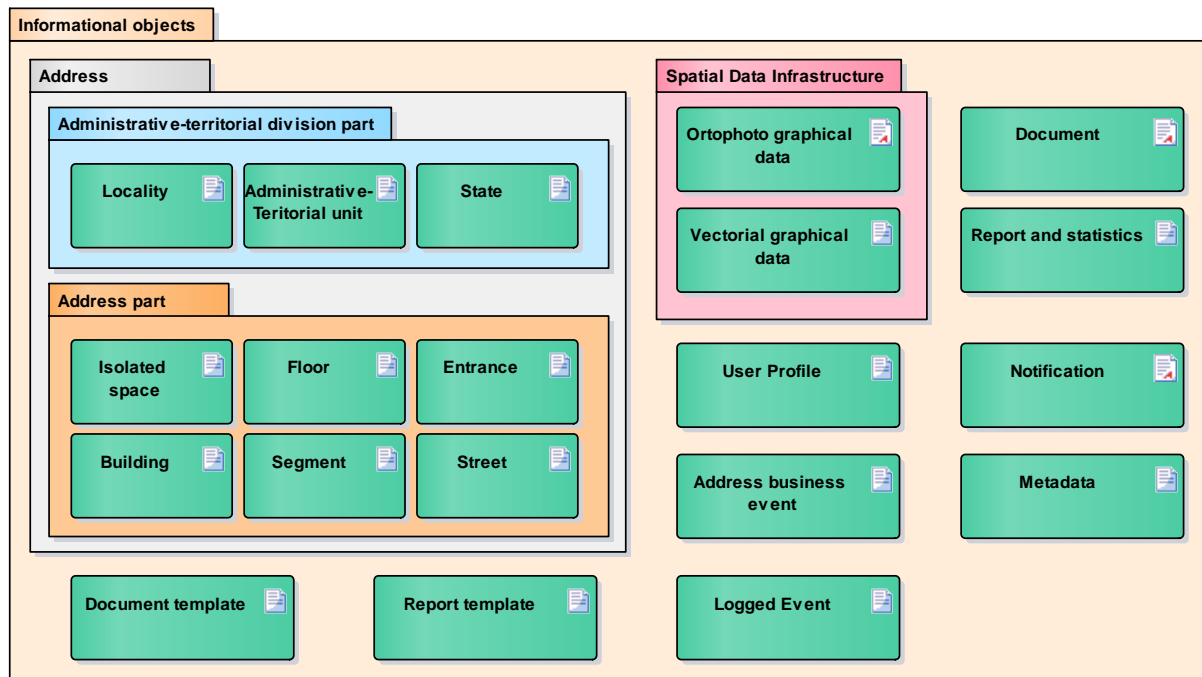 Informational objects
Address
Administrative-territorial division part
Locality
Administrative-
Teritorial unit
State
Address part
Isolated
space
Floor
Entrance
Building
Segment
Street
Spatial Data Infrastructure
Ortophoto graphical
data
Vectorial graphical
data
Document
Report and statistics
User Profile
Notification
Address business
event
Metadata
Document template
Report template
Logged Event